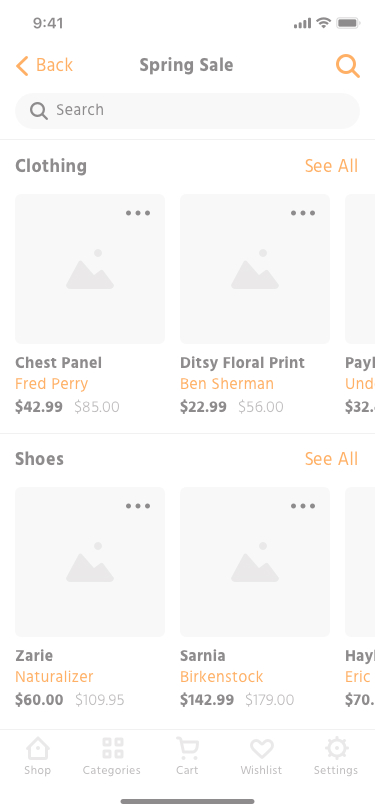 9:41
Back Spring Sale
Search
Clothing See All
Chest Panel Ditsy Floral Print Payl
Fred Perry Ben Sherman Und
$42.99 $85.00 $22.99 $56.00 $32.
Shoes See All
Zarie Sarnia Hayl
Naturalizer Birkenstock Eric
$60.00 $109.95 $142.99 $179.00 $70.
Shop Categories Cart Wishlist Settings